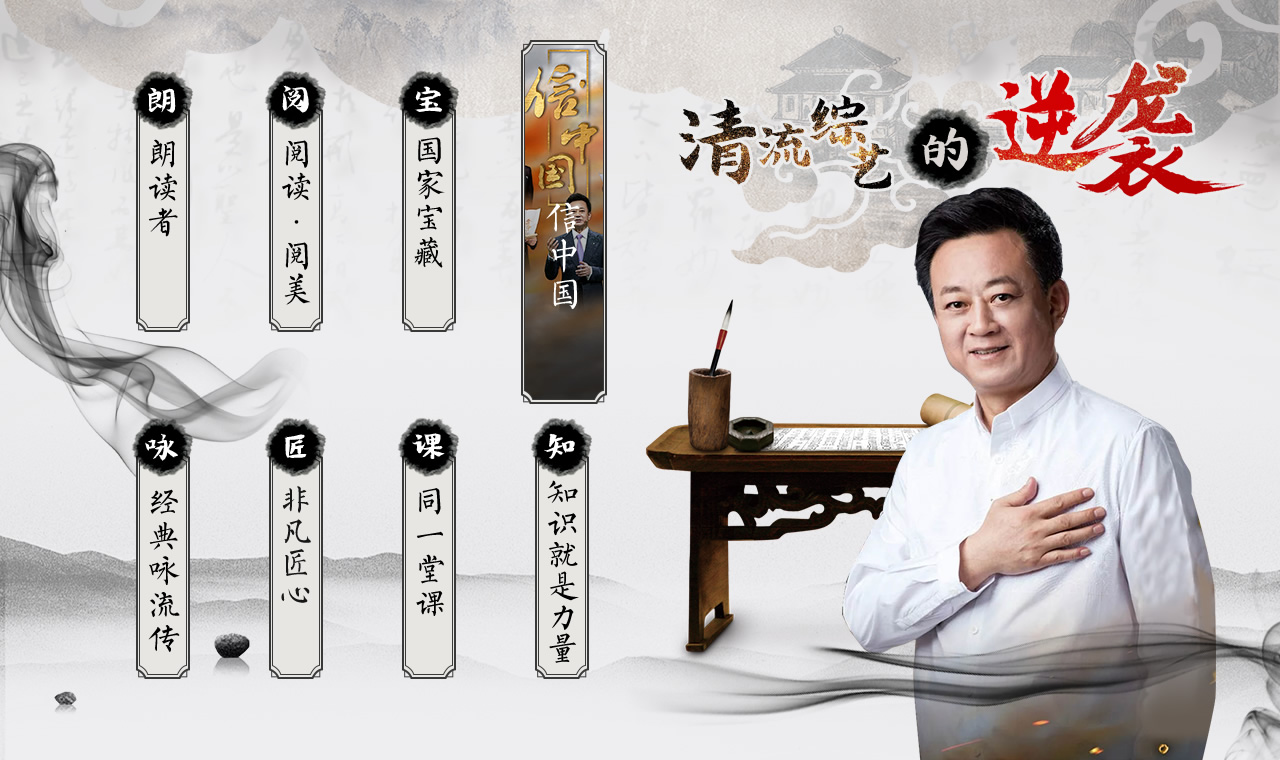 清流综艺的逆袭
朗
朗读者
阅
阅读·阅美
宝
国家宝藏
信中国
信中国
咏
经典咏流传
匠
非凡匠心
课
同一堂课
知
知识就是力量